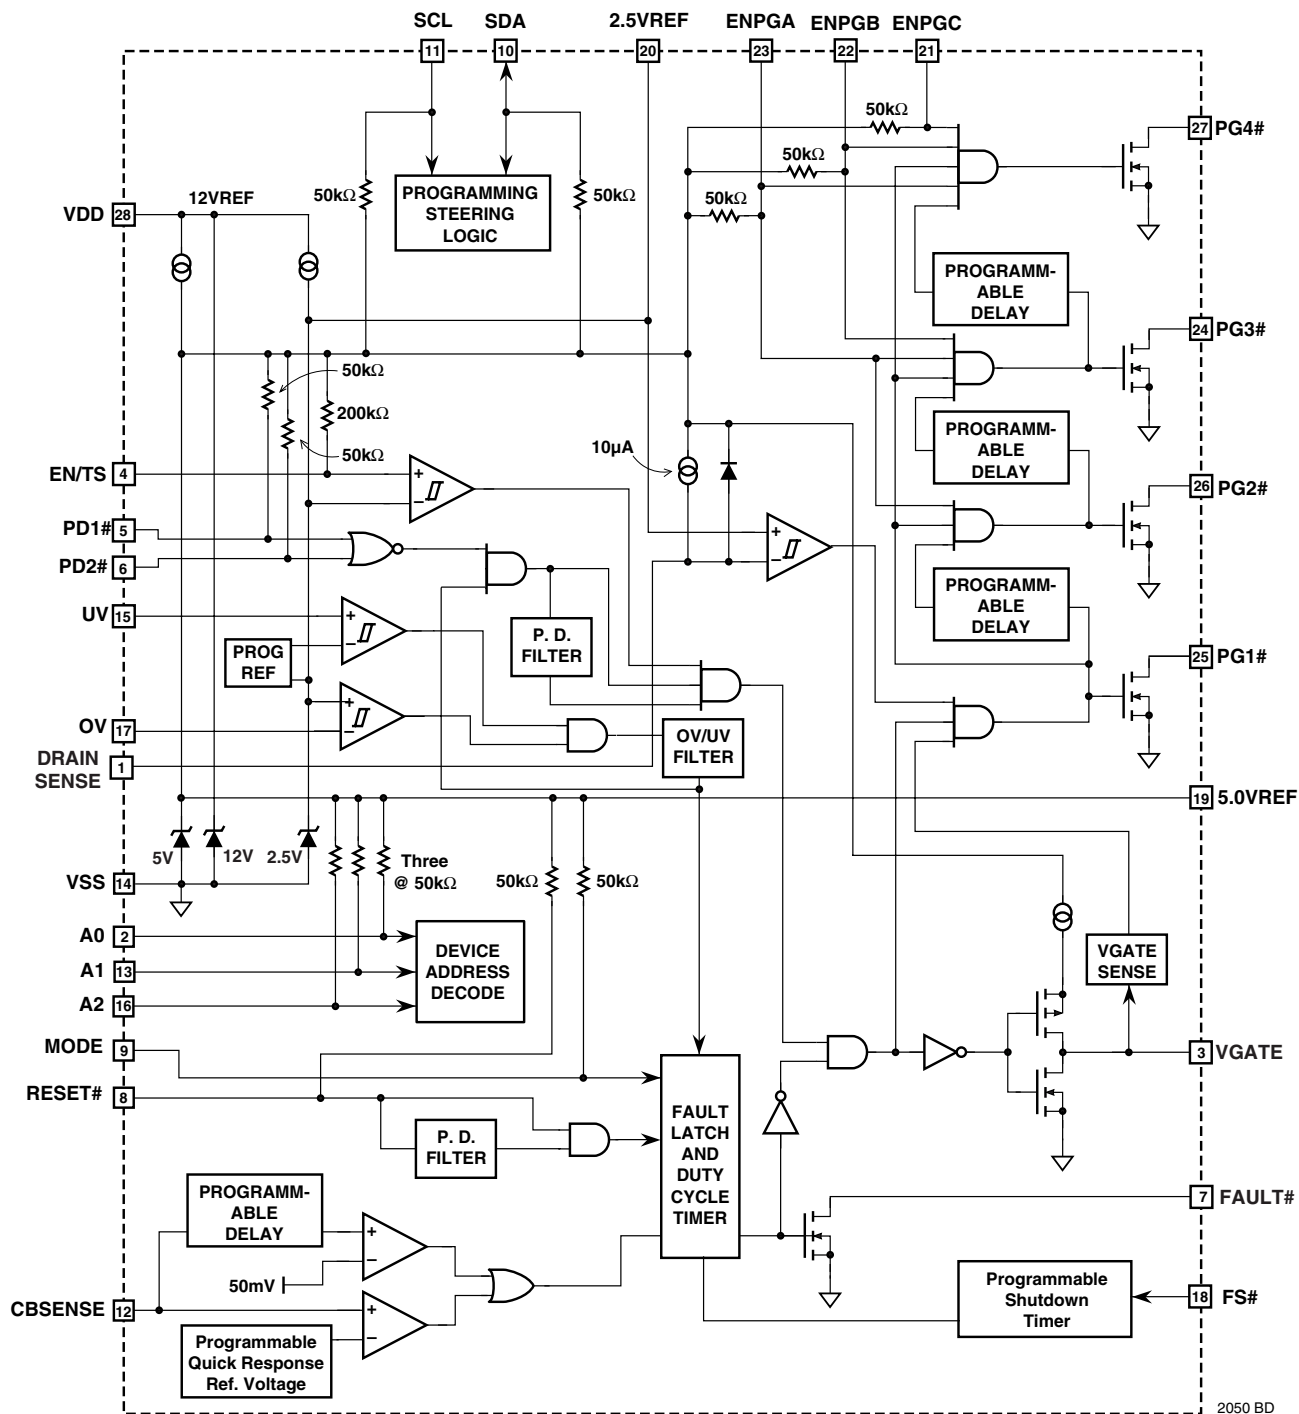 SCL
SDA
2.5VREF
ENPGA
ENPGB
ENPGC
11
10
20
23
22
21
50kΩ
27
PG4#
50kΩ
50kΩ
PROGRAMMING
STEERING
LOGIC
50kΩ
50kΩ
12VREF
VDD
28
PROGRAMM-
ABLE
DELAY
24
PG3#
50kΩ
200kΩ
50kΩ
10µA
PROGRAMM-
ABLE
DELAY
EN/TS
4
+
−
26
PG2#
PD1#
5
PD2#
6
+
−
PROGRAMM-
ABLE
DELAY
UV
15
+
−
PROG
REF
P. D.
FILTER
25
PG1#
OV
17
+
−
OV/UV
FILTER
DRAIN
SENSE
1
19
5.0VREF
5V
12V
2.5V
Three
@ 50kΩ
50kΩ
50kΩ
VSS
14
A0
2
A1
13
A2
16
DEVICE
ADDRESS
DECODE
VGATE
SENSE
MODE
9
3
VGATE
RESET#
8
P. D.
FILTER
FAULT
LATCH
AND
DUTY
CYCLE
TIMER
PROGRAMM-
ABLE
DELAY
7
FAULT#
+
−
50mV
CBSENSE
12
+
−
Programmable
Quick Response
Ref. Voltage
Programmable
Shutdown
Timer
18
FS#
2050 BD